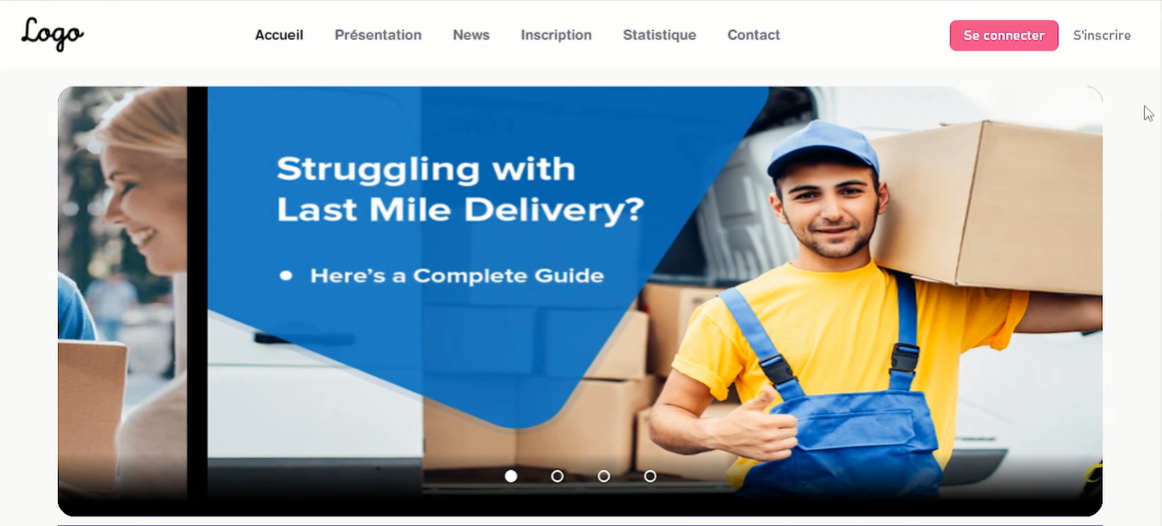 Logo
Accueil Présentation News Inscription Statistique Contact Se connecter S'inscrire
Struggling with
Last Mile Delivery?
Here's a Complete Guide